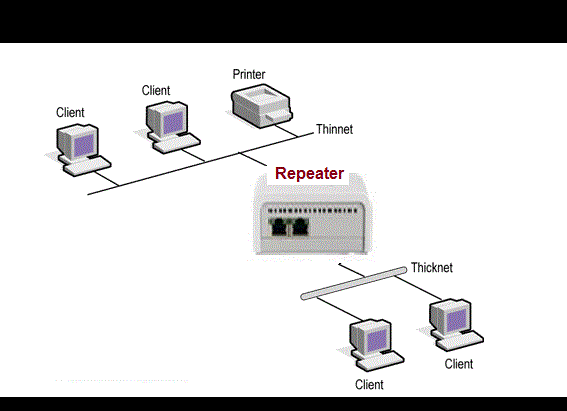 Printer
Client
Client
Thinnet
Repeater
Thicknet
Client
Client